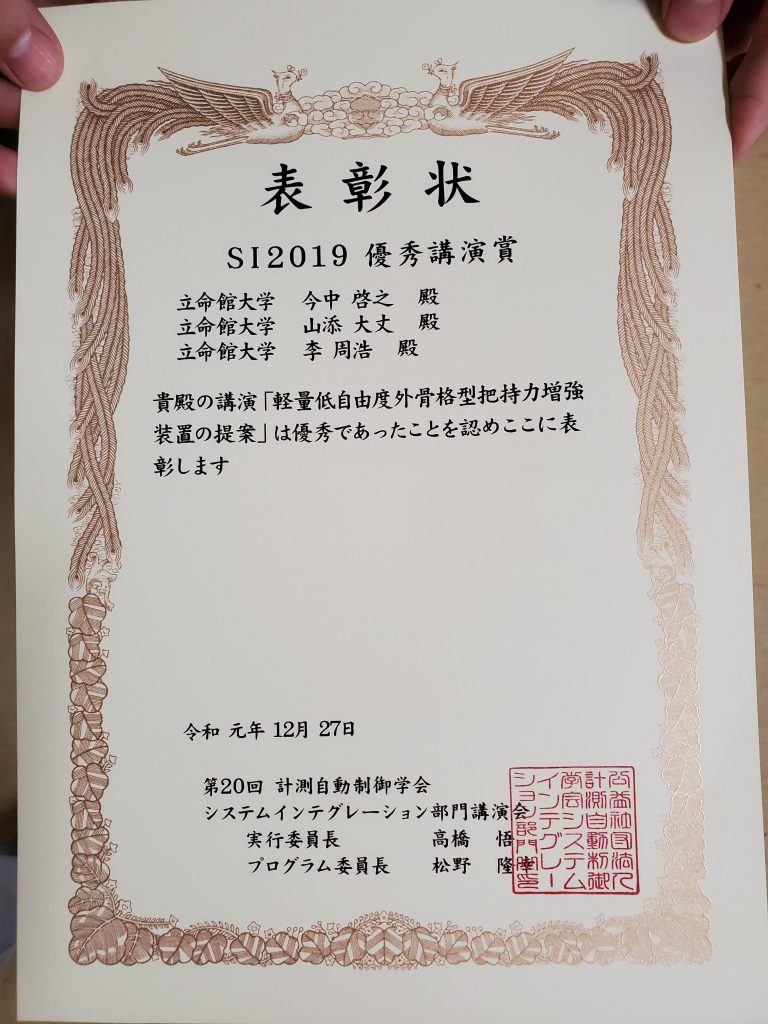 表彰状
SI2019 優秀講演賞
立命館大学 今中 啓之 殿
立命館大学 山添 大丈 殿
立命館大学 李 周浩 殿
貴殿の講演「軽量低自由度外骨格型把持力増強
装置の提案」は優秀であったことを認めここに表
彰します
令和 元年 12月 27日
第20回 計測自動制御学会
システムインテグレーション部門講演会
実行委員長 高橋 悟
プログラム委員長 松野 隆幸
公益社団法人
計測自動制御
学会システム
インテグレー
ション部門